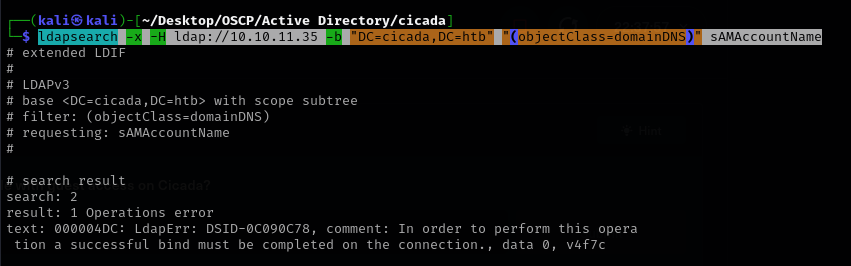 ┌──(kali㉿kali)-[~/Desktop/OSCP/Active Directory/cicada]
└─$ ldapsearch -x -H ldap://10.10.11.35 -b "DC=cicada,DC=htb" "(objectClass=domainDNS)" sAMAccountName
# extended LDIF
#
# LDAPv3
# base <DC=cicada,DC=htb> with scope subtree
# filter: (objectClass=domainDNS)
# requesting: sAMAccountName
#
# search result
search: 2
result: 1 Operations error
text: 000004DC: LdapErr: DSID-0C090C78, comment: In order to perform this opera
 tion a successful bind must be completed on the connection., data 0, v4f7c